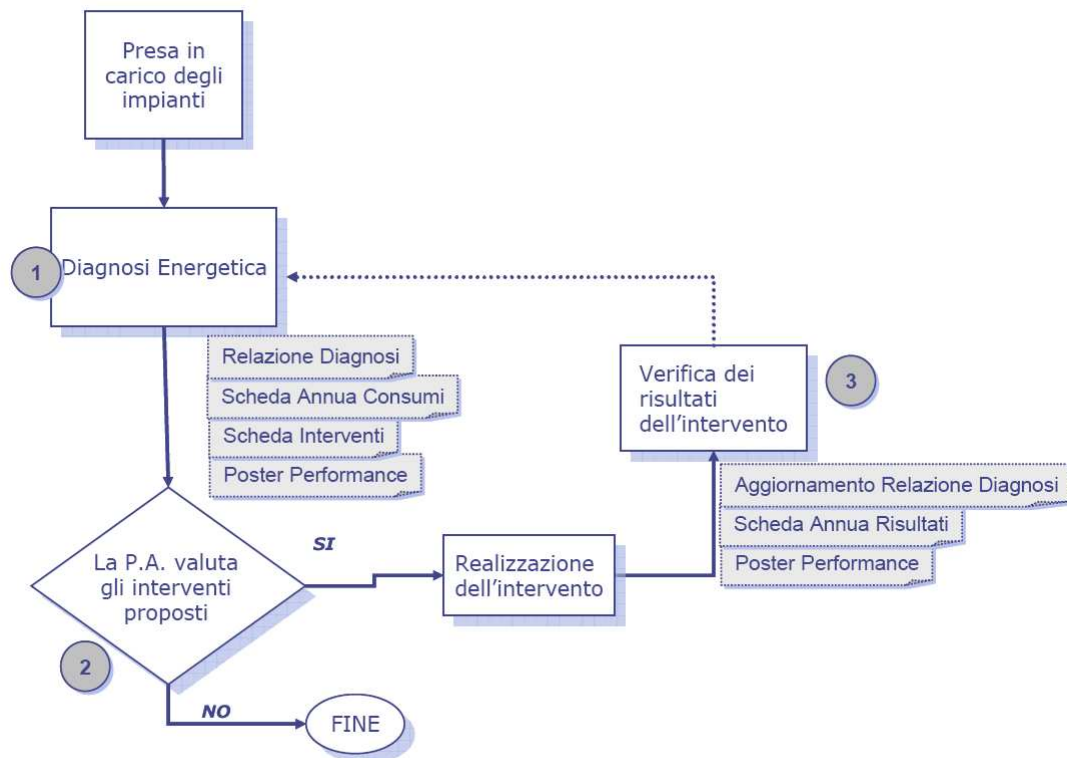 Presa in
carico degli
impianti
1
Diagnosi Energetica
Relazione Diagnosi
Scheda Annua Consumi
Scheda Interventi
Poster Performance
La P.A. valuta
gli interventi
proposti
2
SI
NO
FINE
Realizzazione
dell'intervento
Verifica dei
risultati
dell'intervento
3
Aggiornamento Relazione Diagnosi
Scheda Annua Risultati
Poster Performance